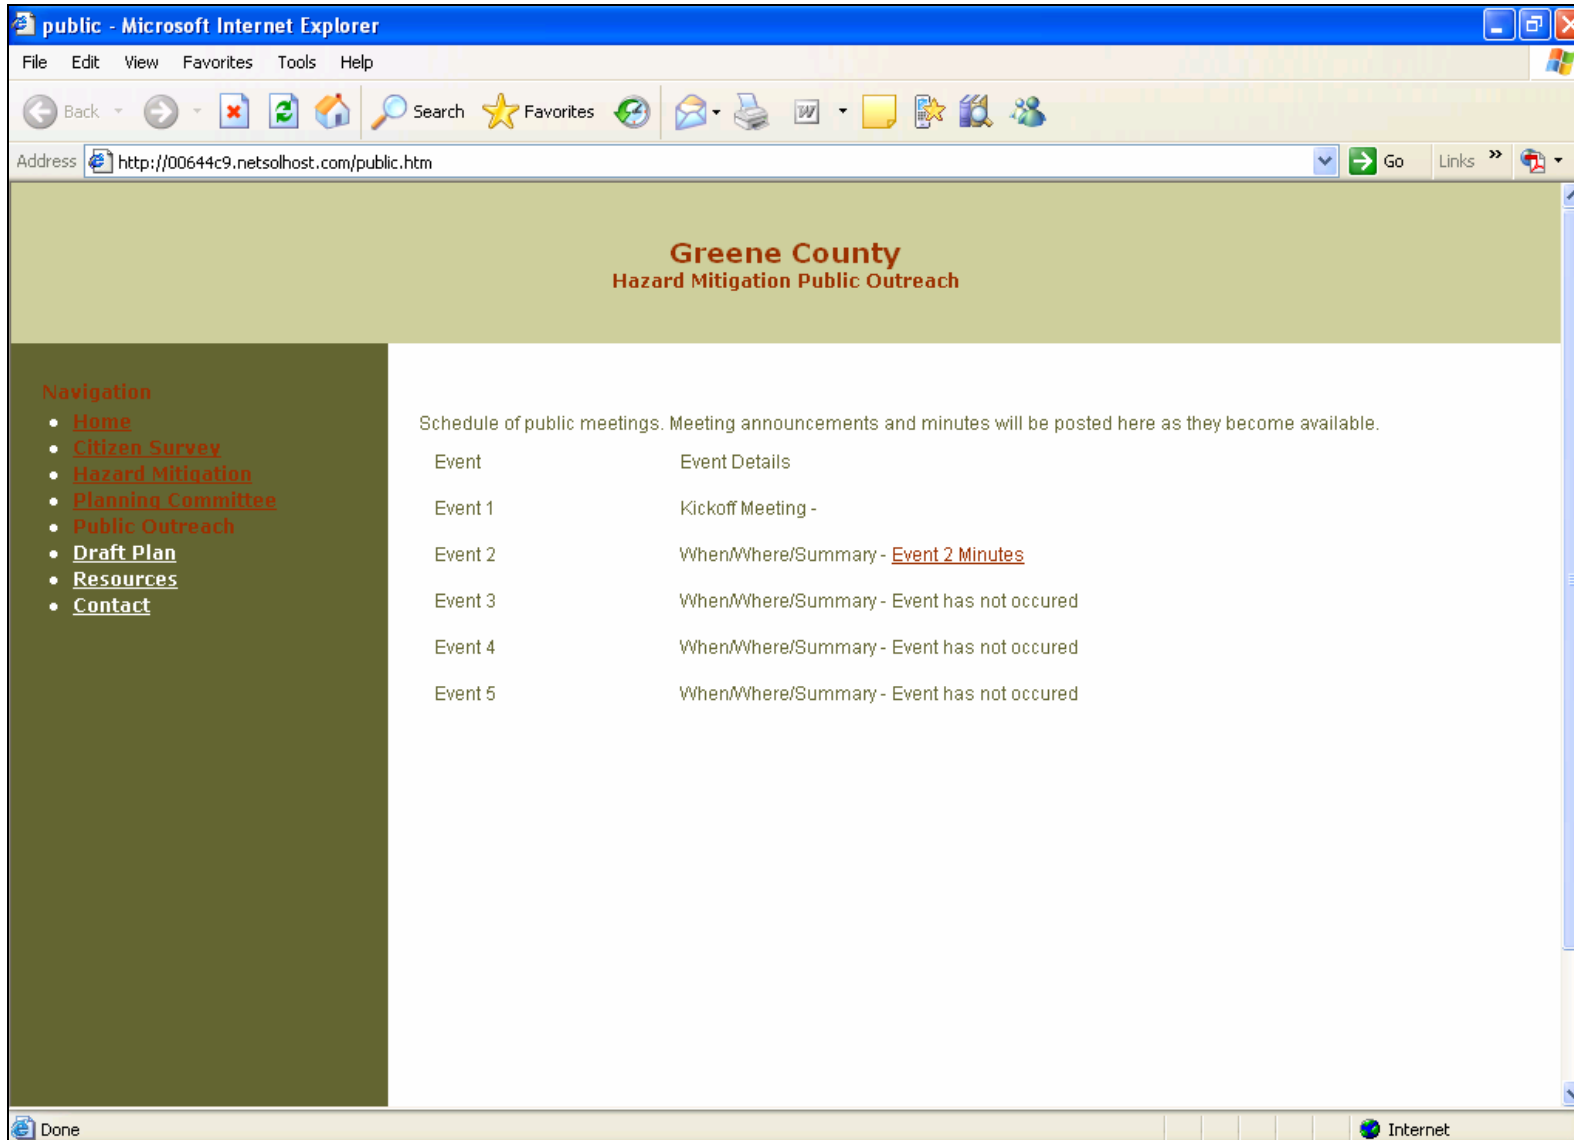 public - Microsoft Internet Explorer
File Edit View Favorites Tools Help
Back Search Favorites
Address http://00644c9.netsolhost.com/public.htm Go Links »
Greene County
Hazard Mitigation Public Outreach
Navigation
Home
Citizen Survey
Hazard Mitigation
Planning Committee
Public Outreach
Draft Plan
Resources
Contact
Schedule of public meetings. Meeting announcements and minutes will be posted here as they become available.
Event Event Details
Event 1 Kickoff Meeting -
Event 2 When/Where/Summary - Event 2 Minutes
Event 3 When/Where/Summary - Event has not occured
Event 4 When/Where/Summary - Event has not occured
Event 5 When/Where/Summary - Event has not occured
Done Internet